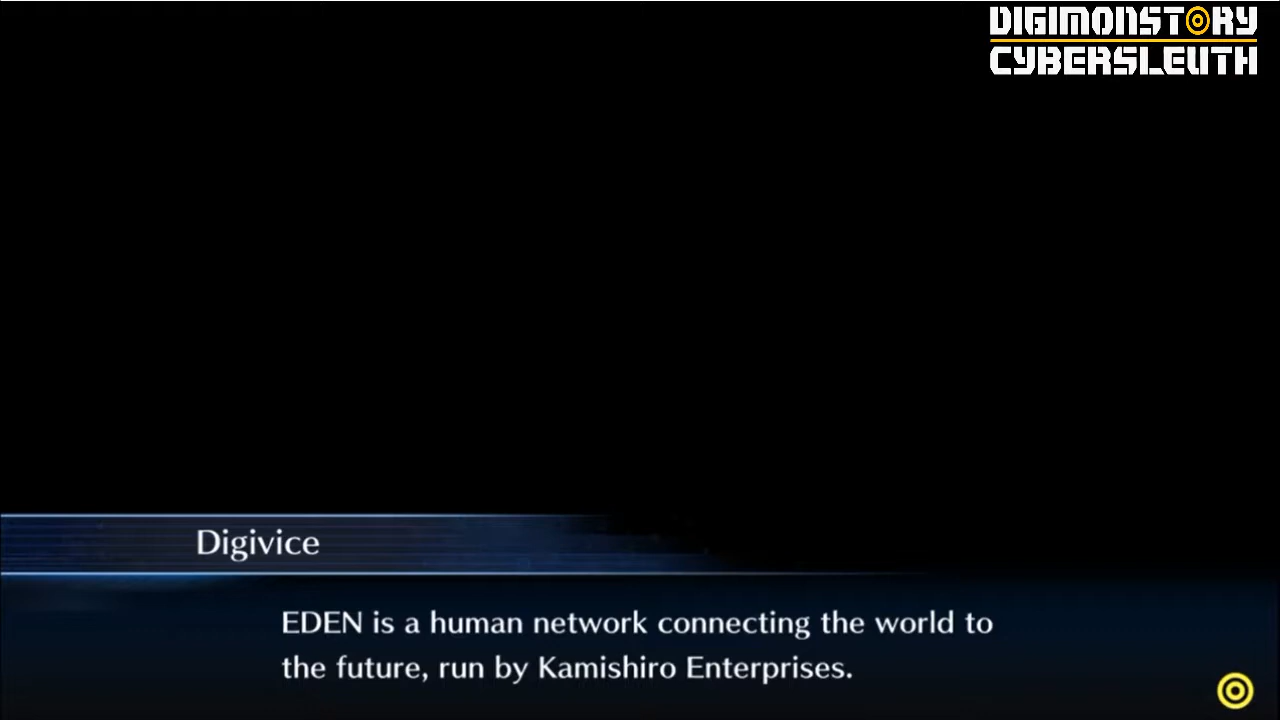 DIGIMONSTORY
CYBERSLEUTH
Digivice
EDEN is a human network connecting the world to
the future, run by Kamishiro Enterprises.